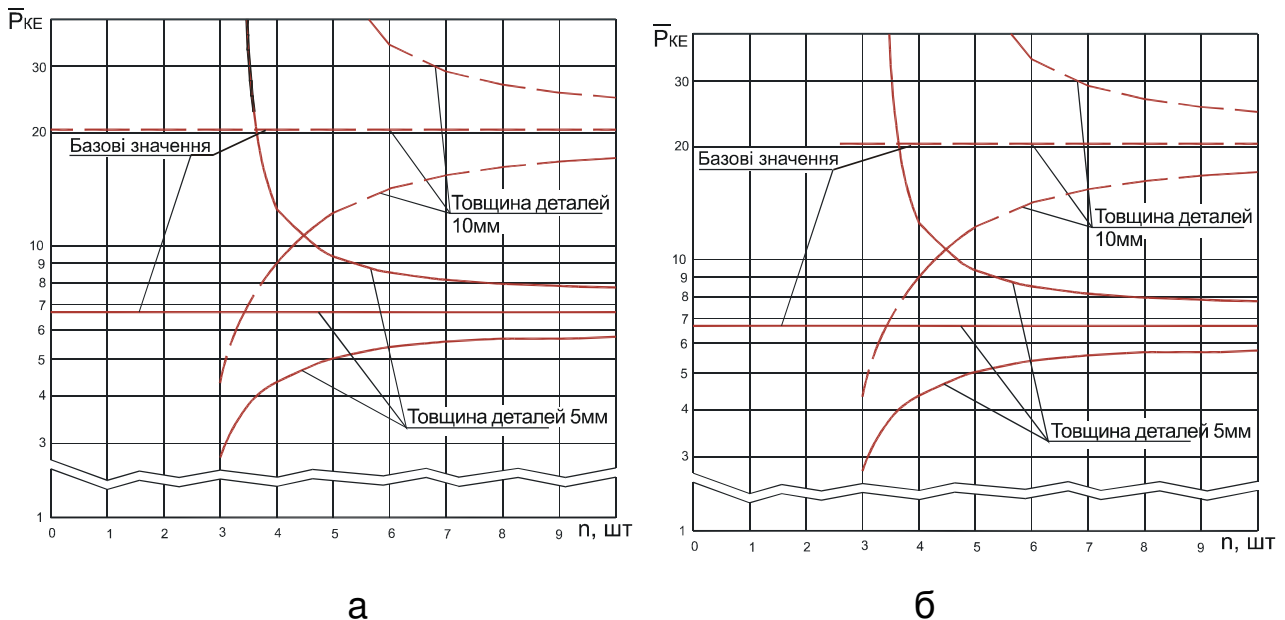 P̅КЕ
30
20
Базові значення
Товщина деталей
10мм
10
9
8
7
6
5
4
Товщина деталей 5мм
3
1
0 1 2 3 4 5 6 7 8 9 n, шт
а
P̅КЕ
30
20
Базові значення
Товщина деталей
10мм
10
9
8
7
6
5
4
Товщина деталей 5мм
3
1
0 1 2 3 4 5 6 7 8 9 n, шт
б